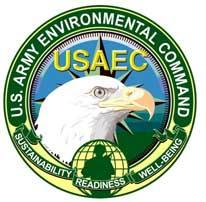 U.S. ARMY ENVIRONMENTAL COMMAND
USAEC
SUSTAINABILITY READINESS WELL-BEING